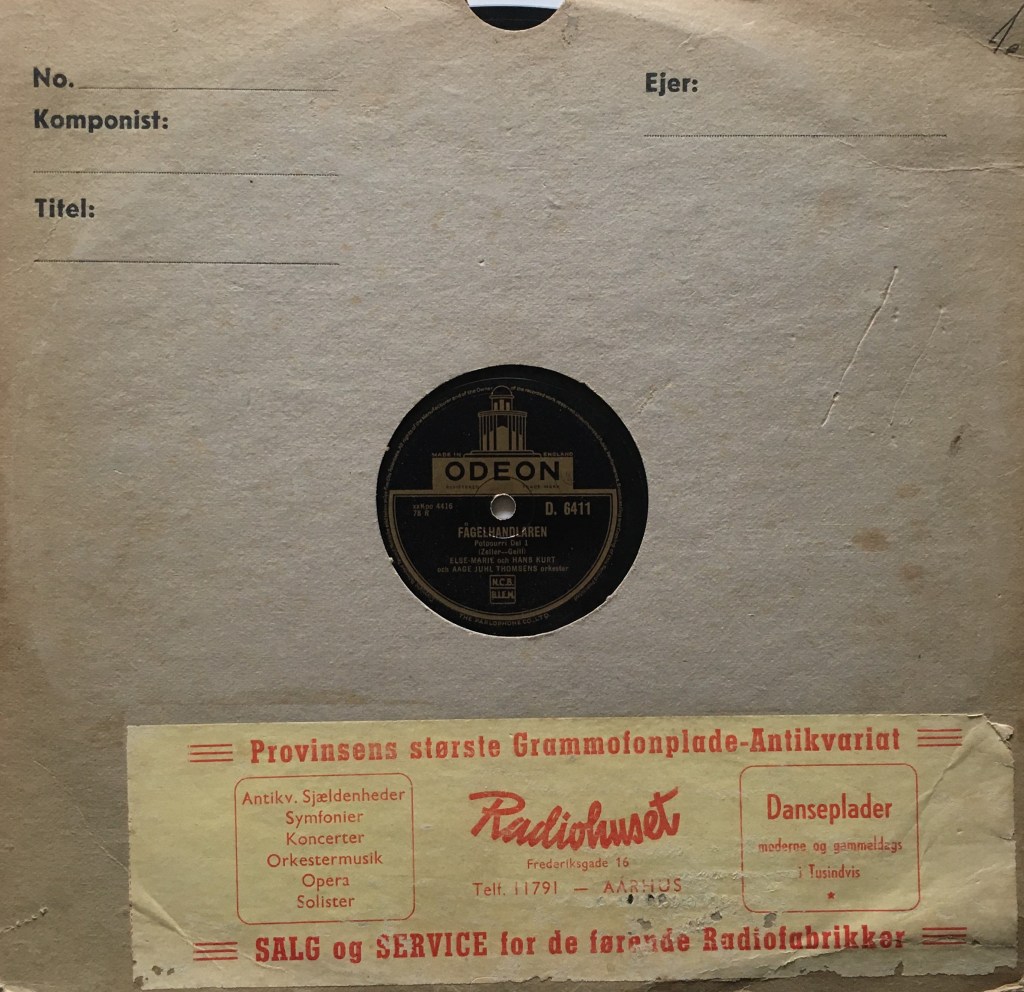 No.
Komponist:
Titel:
Ejer:
MADE IN ENGLAND
ODEON
D. 6411
FÅGELHANDLAREN
Potpourri Del 1
(Zeller—Geill)
ELSE-MARIE och HANS KURT
och AAGE JUHL THOMSENS orkester
N.C.B.
B.I.E.M.
THE PARLOPHONE CO., LTD.
Provinsens største Grammofonplade-Antikvariat
Antikv. Sjældenheder
Symfonier
Koncerter
Orkestermusik
Opera
Solister
Radiohuset
Frederiksgade 16
Telf. 11791 — AARHUS
Danseplader
moderne og gammeldags
i Tusindvis
SALG og SERVICE for de førende Radiofabrikker